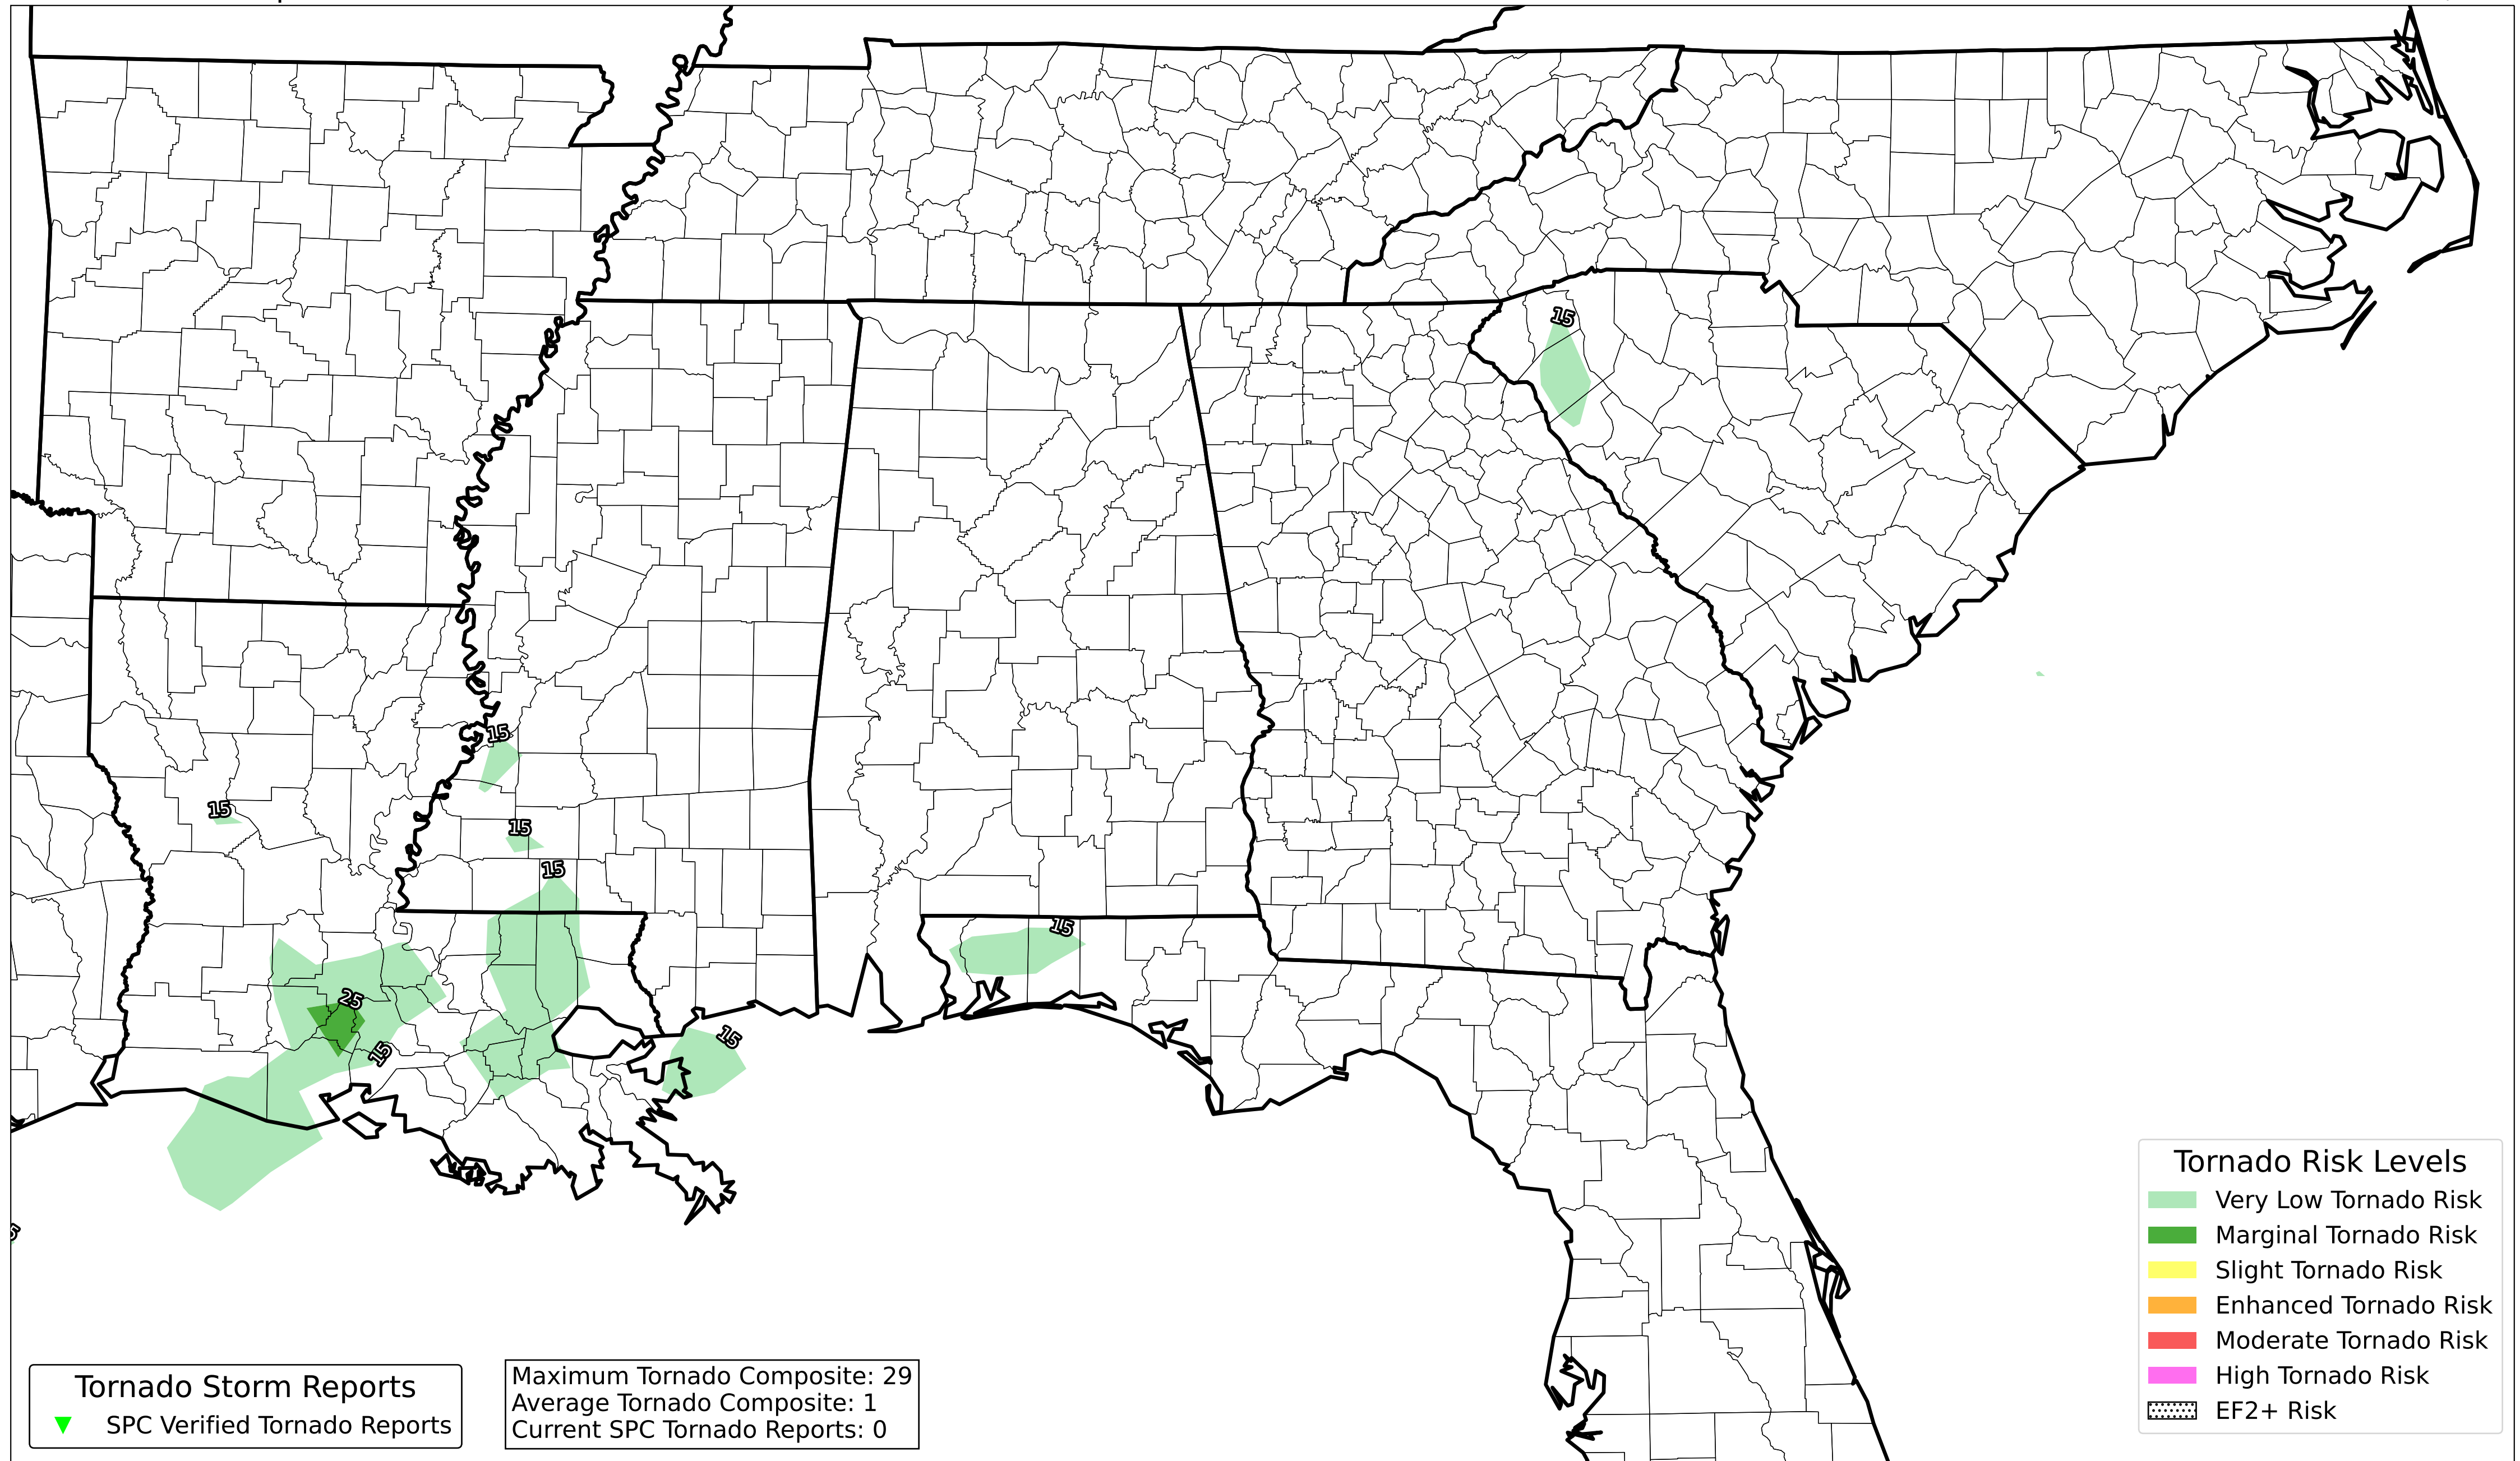 15
15
15
15
15
25
15
15
15
Tornado Risk Levels
Very Low Tornado Risk
Marginal Tornado Risk
Slight Tornado Risk
Enhanced Tornado Risk
Moderate Tornado Risk
High Tornado Risk
EF2+ Risk
Tornado Storm Reports
SPC Verified Tornado Reports
Maximum Tornado Composite: 29
Average Tornado Composite: 1
Current SPC Tornado Reports: 0